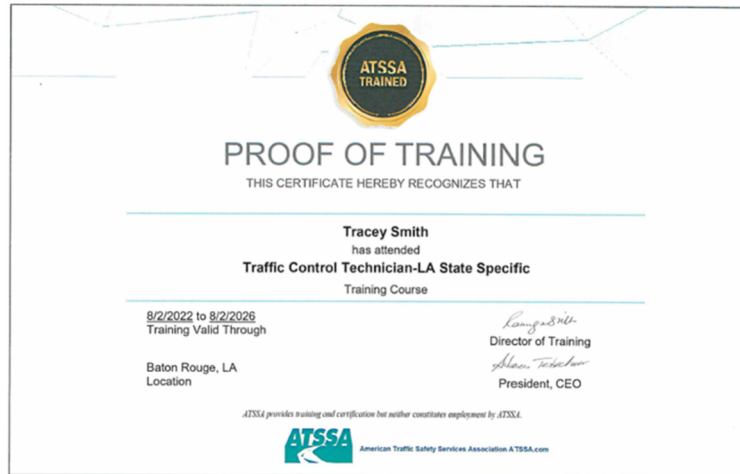 ATSSA
TRAINED
PROOF OF TRAINING
THIS CERTIFICATE HEREBY RECOGNIZES THAT
Tracey Smith
has attended
Traffic Control Technician-LA State Specific
Training Course
8/2/2022 to 8/2/2026
Training Valid Through
Director of Training
Baton Rouge, LA
Location
President, CEO
ATSSA provides training and certification but neither constitutes employment by ATSSA.
ATSSA
American Traffic Safety Services Association ATSSA.com